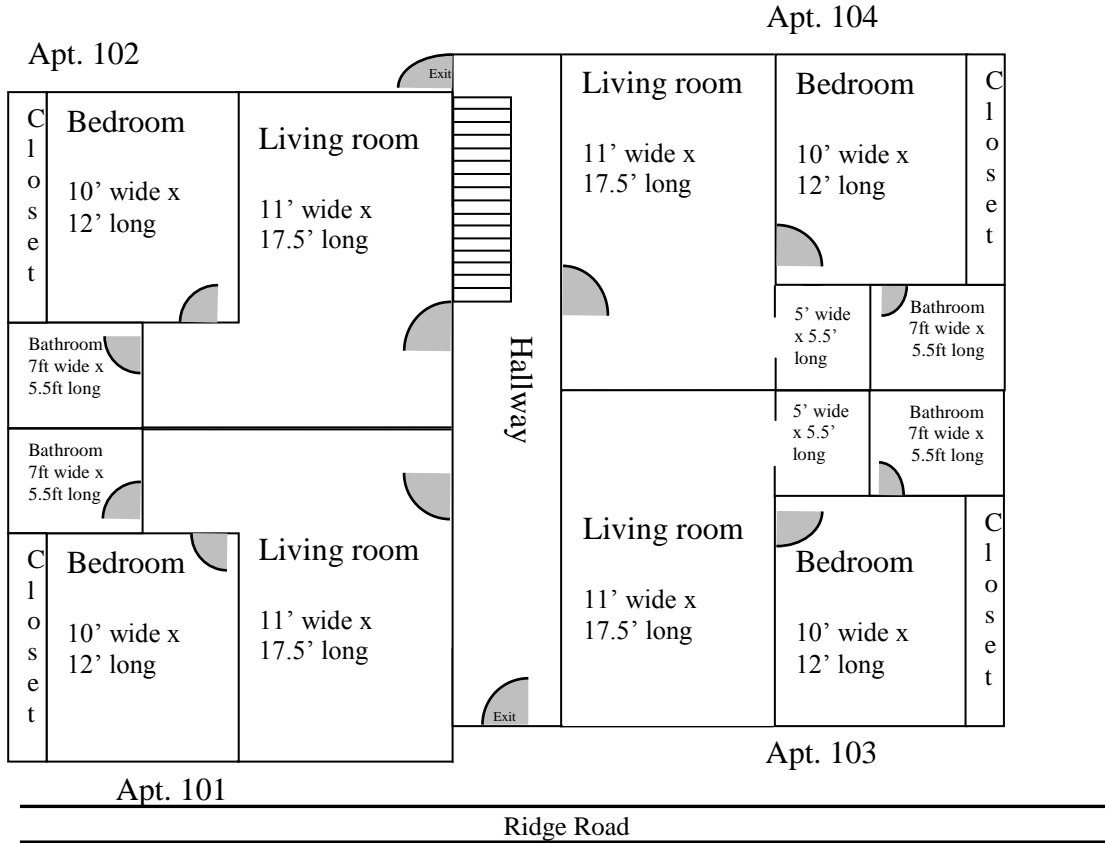 Apt. 104
Apt. 102
Exit
Closet
Bedroom
10’ wide x
12’ long
Living room
11’ wide x
17.5’ long
Living room
11’ wide x
17.5’ long
Bedroom
10’ wide x
12’ long
Closet
Bathroom
7ft wide x
5.5ft long
Hallway
5’ wide
x 5.5’
long
Bathroom
7ft wide x
5.5ft long
Bathroom
7ft wide x
5.5ft long
5’ wide
x 5.5’
long
Bathroom
7ft wide x
5.5ft long
Closet
Bedroom
10’ wide x
12’ long
Living room
11’ wide x
17.5’ long
Living room
11’ wide x
17.5’ long
Bedroom
10’ wide x
12’ long
Closet
Exit
Apt. 103
Apt. 101
Ridge Road